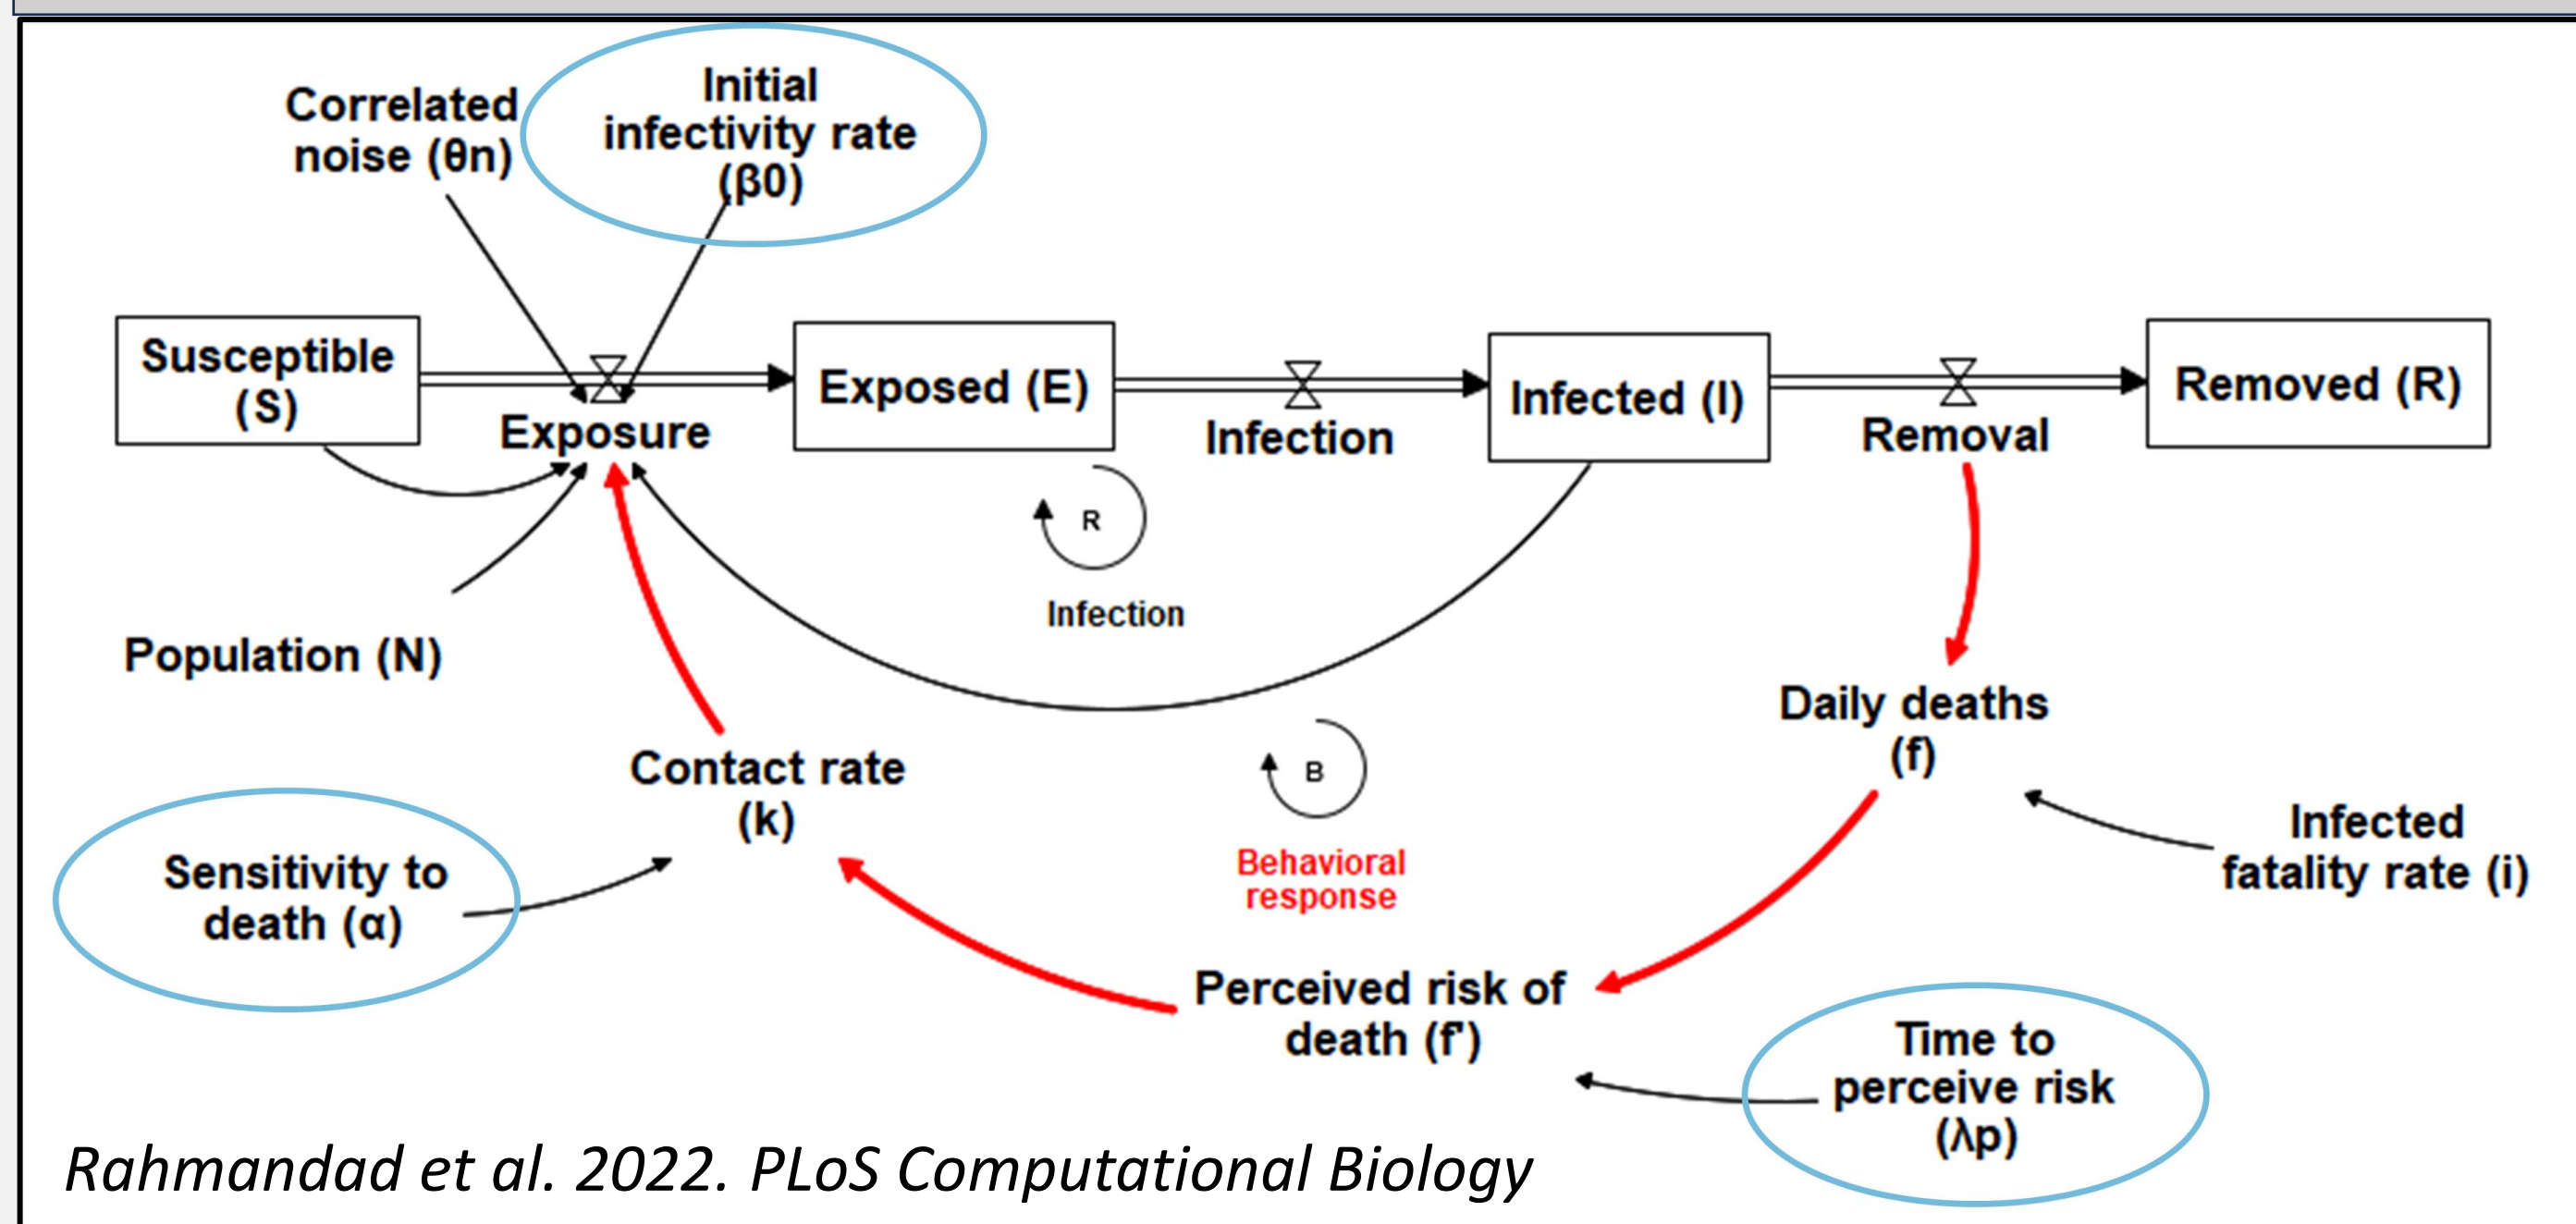 Correlated
noise (θn)
Initial
infectivity rate
(β0)
Susceptible
(S)
Exposure
Exposed (E)
Infection
Infected (I)
Removal
Removed (R)
R
Infection
Population (N)
Daily deaths
(f)
Contact rate
(k)
B
Behavioral
response
Infected
fatality rate (i)
Sensitivity to
death (α)
Perceived risk of
death (f')
Time to
perceive risk
(λp)
Rahmandad et al. 2022. PLoS Computational Biology